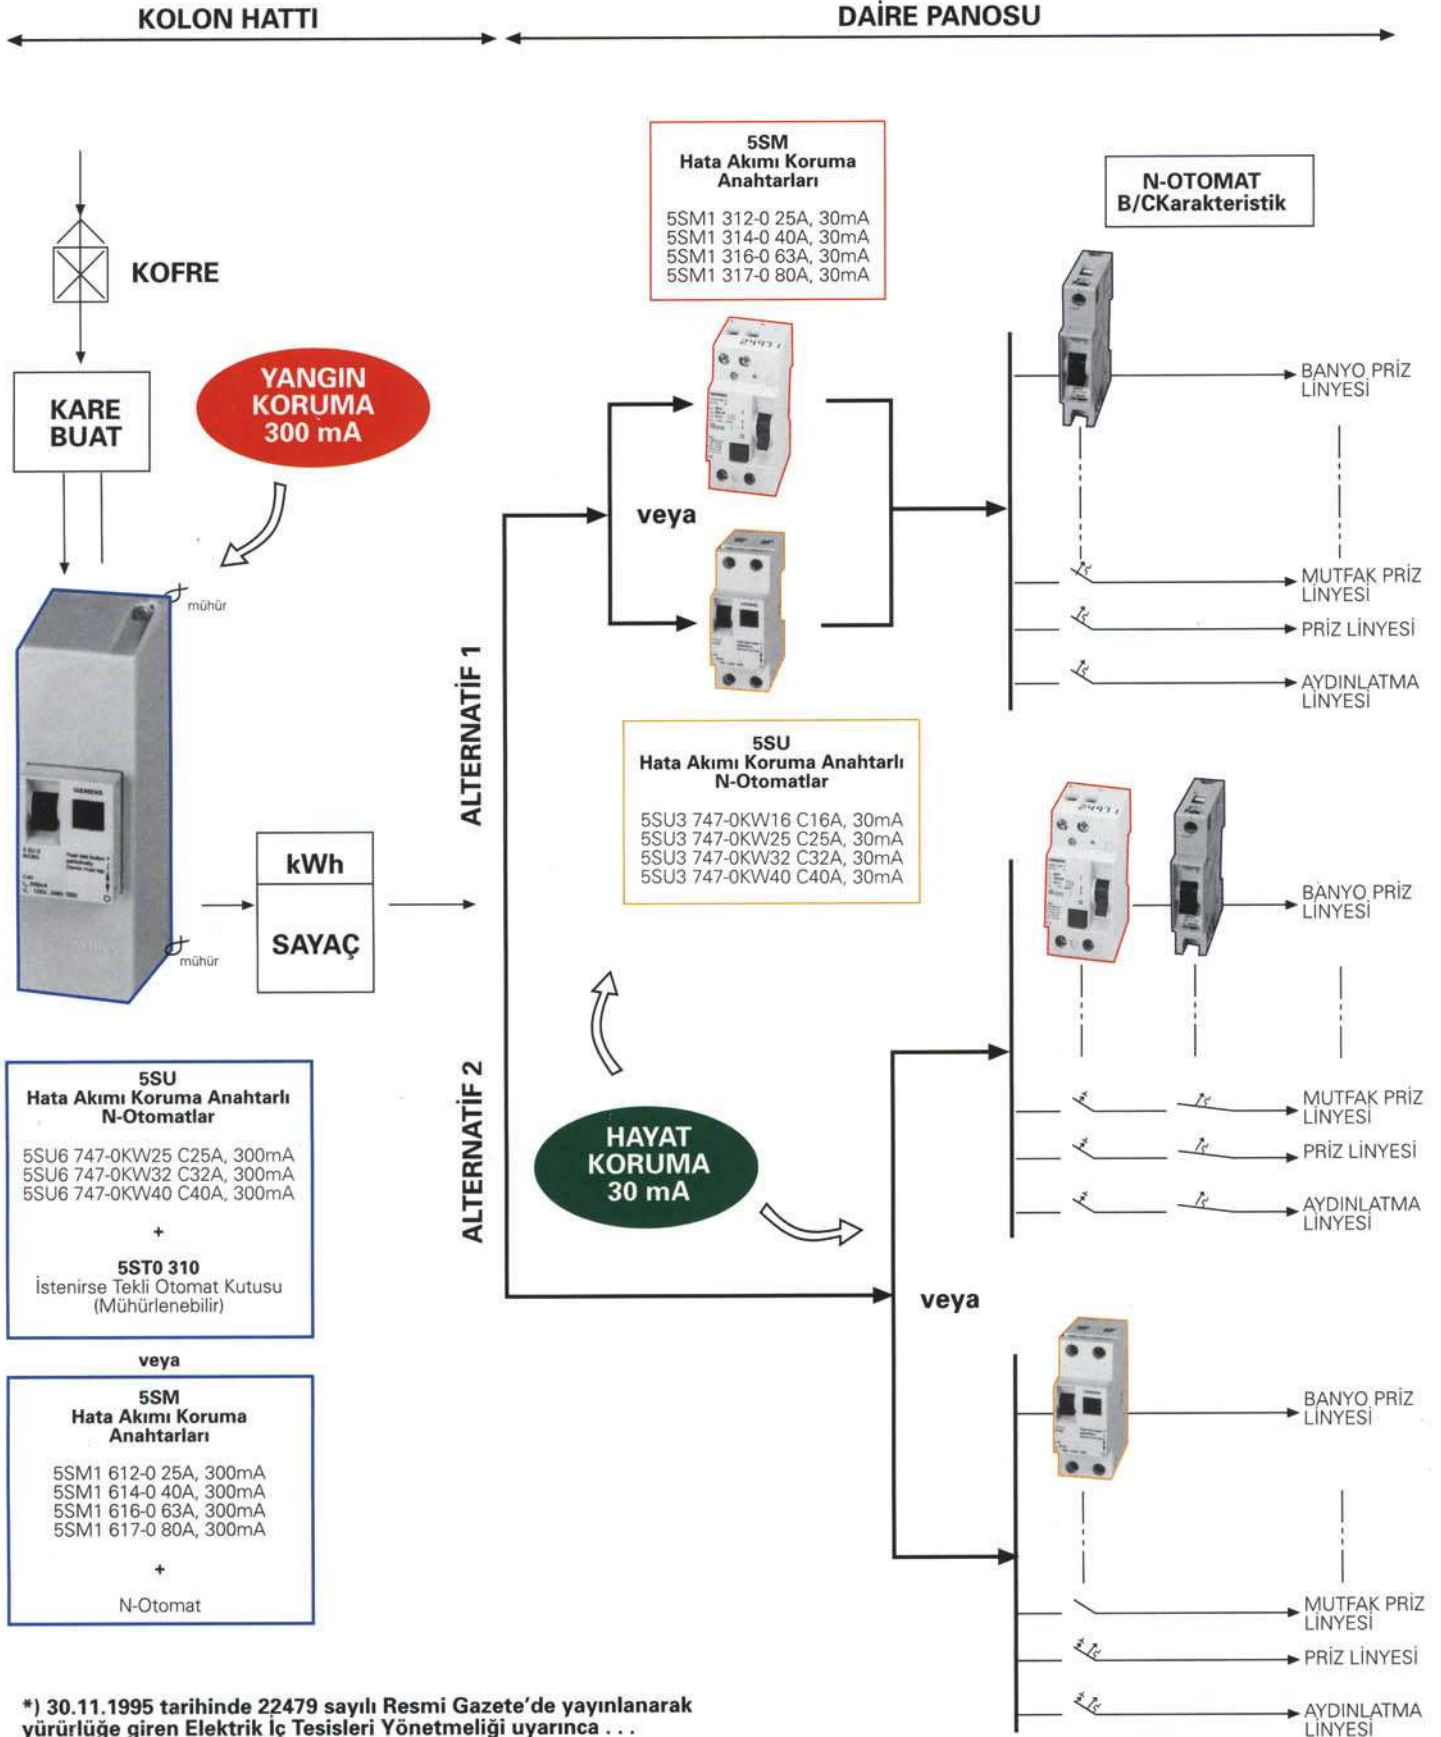 KOLON HATTI
DAİRE PANOSU
KOFRE
KARE
BUAT
YANGIN
KORUMA
300 mA
mühür
SIEMENS
mühür
kWh
SAYAÇ
5SU
Hata Akımı Koruma Anahtarlı
N-Otomatlar
5SU6 747-0KW25 C25A, 300mA
5SU6 747-0KW32 C32A, 300mA
5SU6 747-0KW40 C40A, 300mA
+
5ST0 310
İstenirse Tekli Otomat Kutusu
(Mühürlenebilir)
veya
5SM
Hata Akımı Koruma
Anahtarları
5SM1 612-0 25A, 300mA
5SM1 614-0 40A, 300mA
5SM1 616-0 63A, 300mA
5SM1 617-0 80A, 300mA
+
N-Otomat
ALTERNATİF 1
ALTERNATİF 2
5SM
Hata Akımı Koruma
Anahtarları
5SM1 312-0 25A, 30mA
5SM1 314-0 40A, 30mA
5SM1 316-0 63A, 30mA
5SM1 317-0 80A, 30mA
24971
veya
5SU
Hata Akımı Koruma Anahtarlı
N-Otomatlar
5SU3 747-0KW16 C16A, 30mA
5SU3 747-0KW25 C25A, 30mA
5SU3 747-0KW32 C32A, 30mA
5SU3 747-0KW40 C40A, 30mA
HAYAT
KORUMA
30 mA
N-OTOMAT
B/CKarakteristik
BANYO PRİZ
LİNYESİ
MUTFAK PRİZ
LİNYESİ
PRİZ LİNYESİ
AYDINLATMA
LİNYESİ
24971
BANYO PRİZ
LİNYESİ
MUTFAK PRİZ
LİNYESİ
PRİZ LİNYESİ
AYDINLATMA
LİNYESİ
veya
BANYO PRİZ
LİNYESİ
MUTFAK PRİZ
LİNYESİ
PRİZ LİNYESİ
AYDINLATMA
LİNYESİ
*) 30.11.1995 tarihinde 22479 sayılı Resmi Gazete'de yayınlanarak
yürürlüğe giren Elektrik İç Tesisleri Yönetmeliği uyarınca . . .